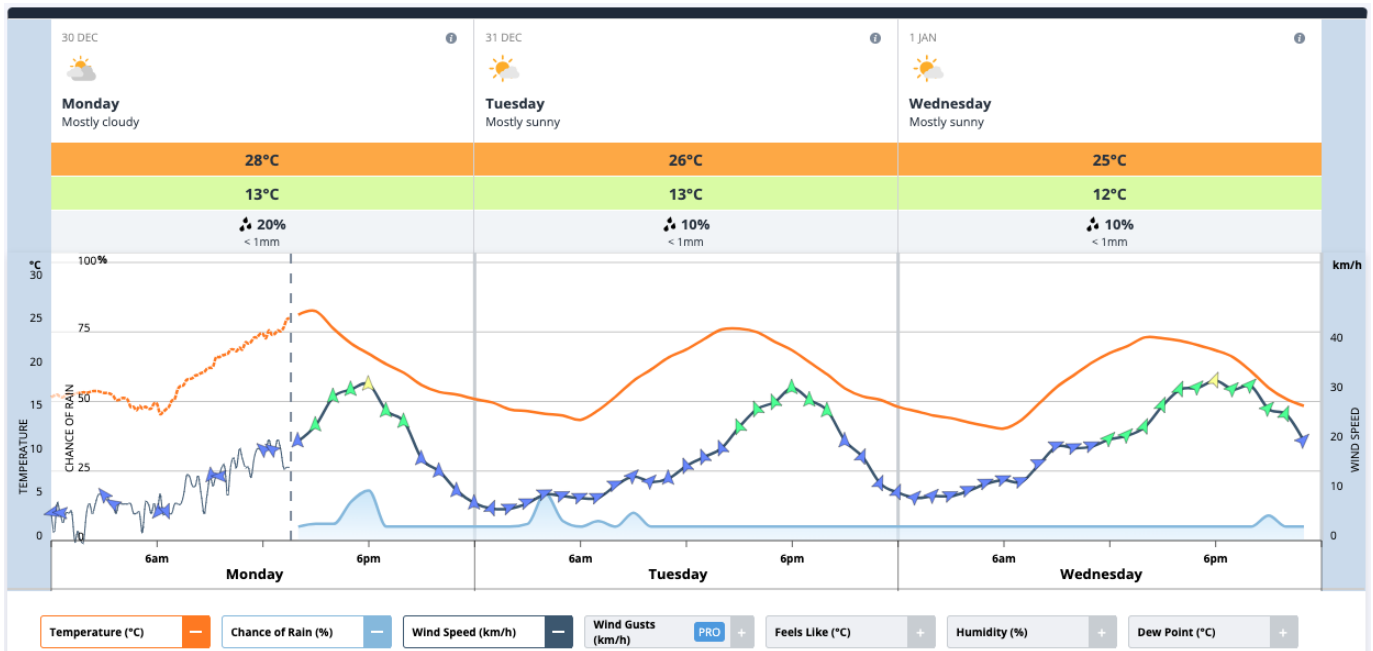 30 DEC
Monday
Mostly cloudy
31 DEC
Tuesday
Mostly sunny
1 JAN
Wednesday
Mostly sunny
28°C
26°C
25°C
13°C
13°C
12°C
20%
< 1mm
10%
< 1mm
10%
< 1mm
°C
30
25
20
15
10
5
0
TEMPERATURE
100%
75
50
25
0
CHANCE OF RAIN
km/h
40
30
20
10
0
WIND SPEED
6am
6pm
6am
6pm
6am
6pm
Monday
Tuesday
Wednesday
Temperature (°C)
Chance of Rain (%)
Wind Speed (km/h)
Wind Gusts
(km/h)
PRO
Feels Like (°C)
Humidity (%)
Dew Point (°C)